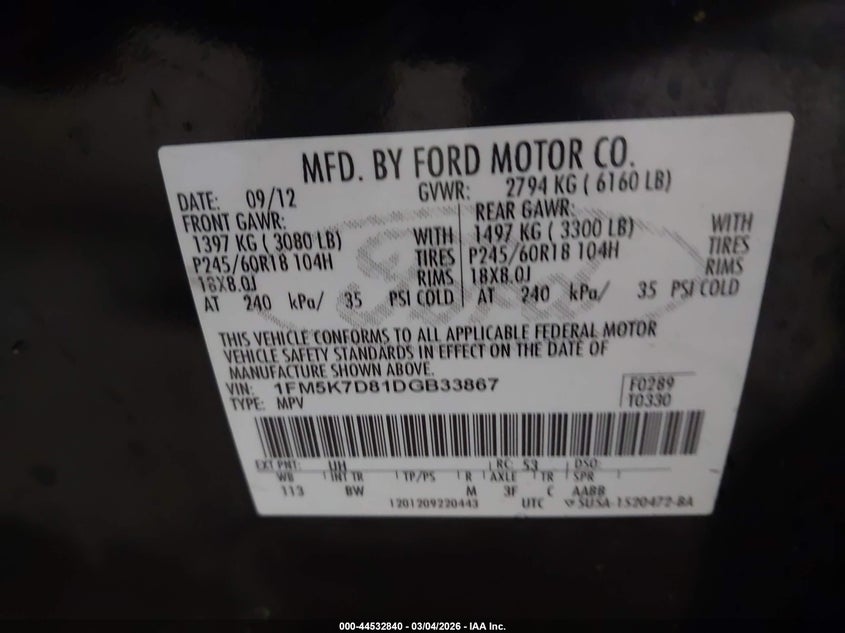 MFD. BY FORD MOTOR CO.
DATE: 09/12 GVWR: 2794 KG ( 6160 LB)
FRONT GAWR: REAR GAWR:
1397 KG ( 3080 LB) WITH 1497 KG ( 3300 LB) WITH
P245/60R18 104H TIRES P245/60R18 104H TIRES
18X8.0J RIMS 18X8.0J RIMS
AT 240 kPa/ 35 PSI COLD AT 240 kPa/ 35 PSI COLD
THIS VEHICLE CONFORMS TO ALL APPLICABLE FEDERAL MOTOR
VEHICLE SAFETY STANDARDS IN EFFECT ON THE DATE OF
MANUFACTURE SHOWN ABOVE.
VIN: 1FM5K7D81DGB33867 F0289
TYPE: MPV T0330
EXT PNT: UH RC: 53 DSO:
WB INT TR TP/PS R AXLE TR SPR
113 BW M 3F C AABB
1201209220443 UTC 5USA-1520472-BA
000-44532840 - 03/04/2026 - IAA Inc.